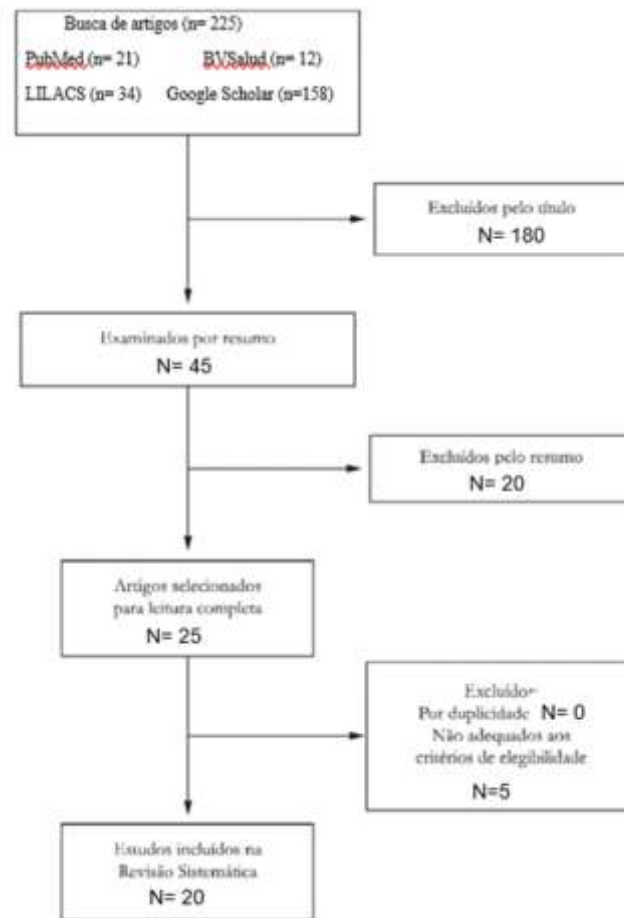 Busca de artigos (n= 225)
PubMed (n= 21) BVSalud (n= 12)
LILACS (n= 34) Google Scholar (n=158)
Excluídos pelo título
N= 180
Examinados por resumo
N= 45
Excluídos pelo resumo
N= 20
Artigos selecionados
para leitura completa
N= 25
Excluídos
Por duplicidade N= 0
Não adequados aos
critérios de elegibilidade
N=5
Estudos incluídos na
Revisão Sistemática
N= 20